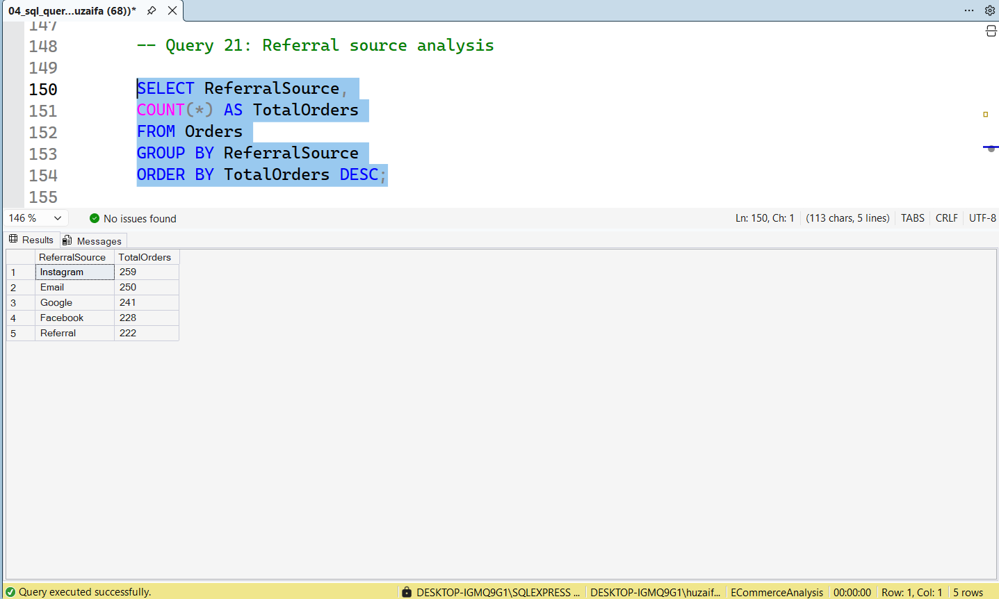 04_sql_quer...uzaifa (68))*
147
148 -- Query 21: Referral source analysis
149
150 SELECT ReferralSource,
151 COUNT(*) AS TotalOrders
152 FROM Orders
153 GROUP BY ReferralSource
154 ORDER BY TotalOrders DESC;
155
146 % No issues found Ln: 150, Ch: 1 (113 chars, 5 lines) TABS CRLF UTF-8
Results Messages
ReferralSource TotalOrders
1 Instagram 259
2 Email 250
3 Google 241
4 Facebook 228
5 Referral 222
Query executed successfully. DESKTOP-IGMQ9G1\SQLEXPRESS ... DESKTOP-IGMQ9G1\huzaif... ECommerceAnalysis 00:00:00 Row: 1, Col: 1 5 rows